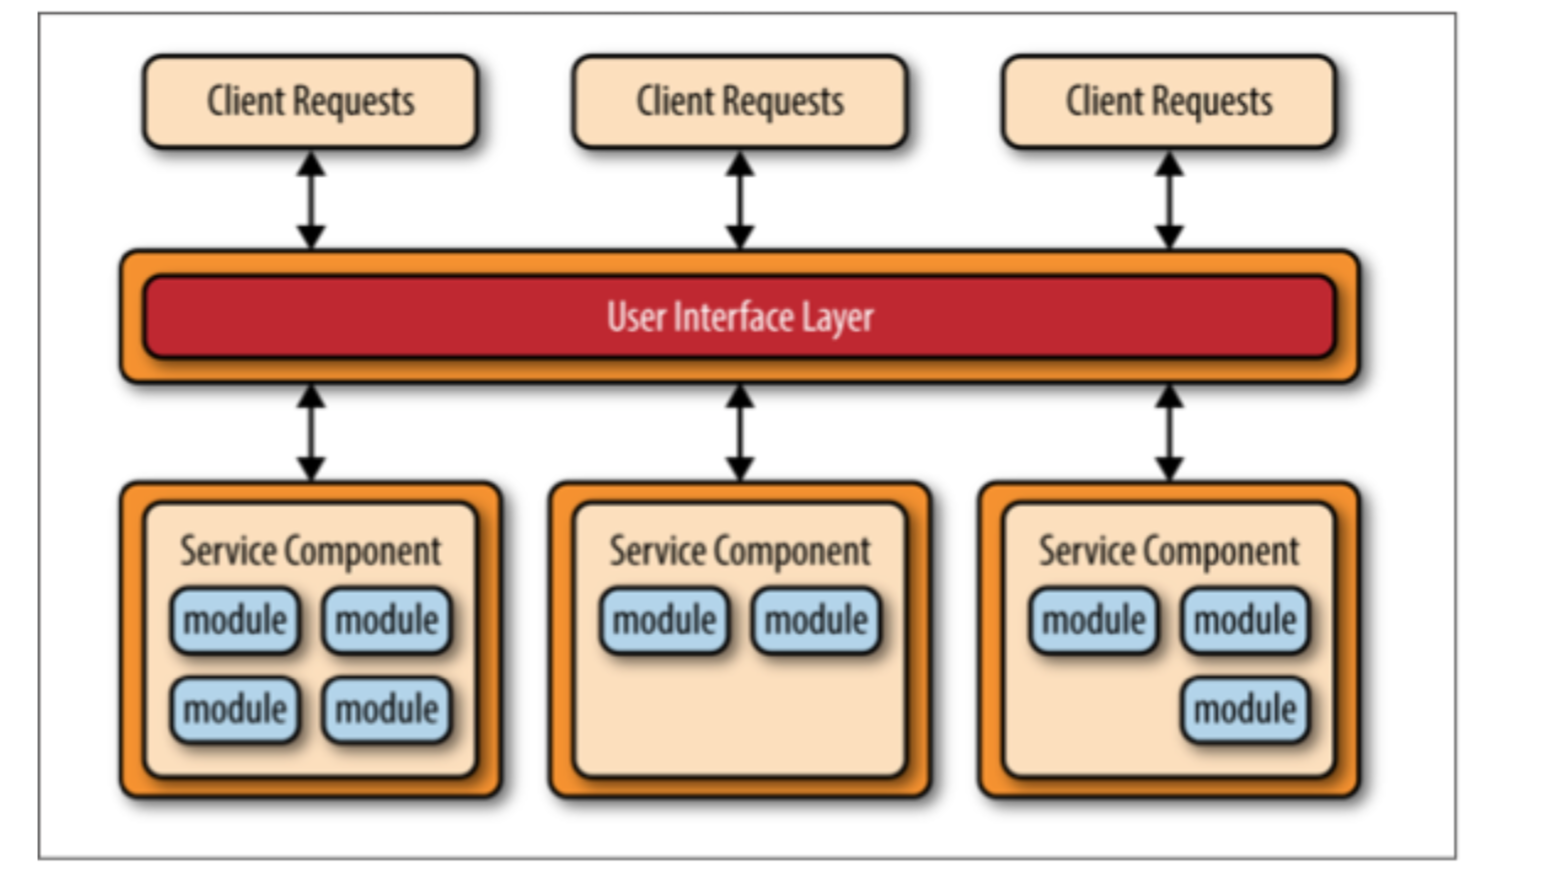 Client Requests
Client Requests
Client Requests
User Interface Layer
Service Component
module module
module module
Service Component
module module
Service Component
module module
module